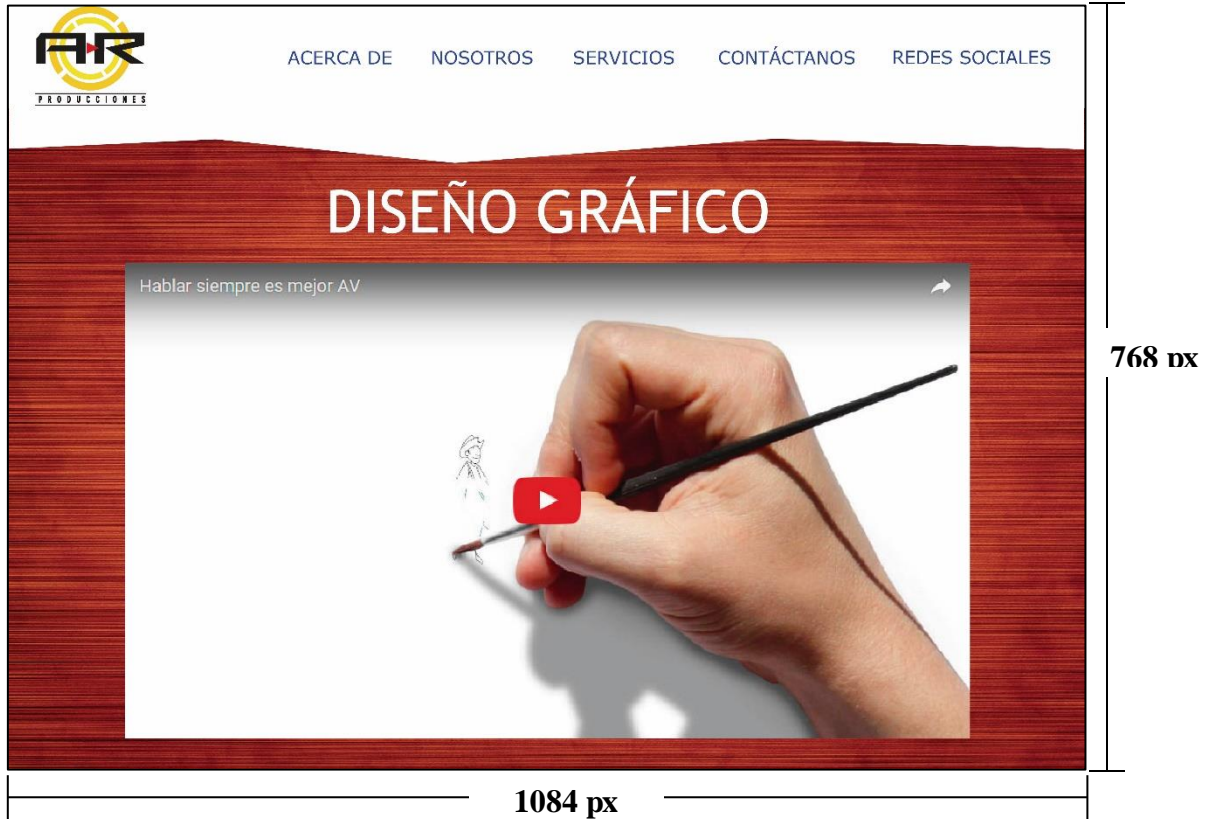 AR
PRODUCCIONES
ACERCA DE NOSOTROS SERVICIOS CONTÁCTANOS REDES SOCIALES
DISEÑO GRÁFICO
Hablar siempre es mejor AV
768 px
1084 px